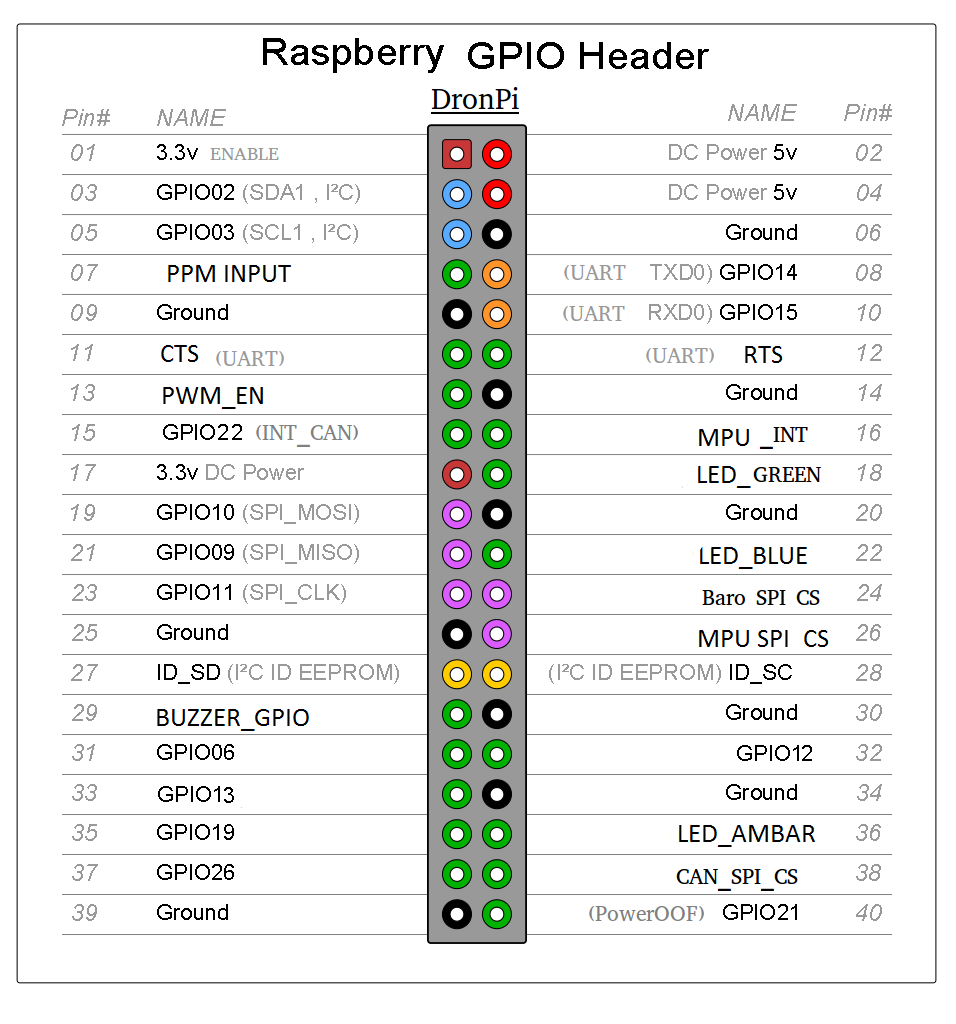 Raspberry GPIO Header
DronPi
Pin# NAME NAME Pin#
01 3.3v ENABLE DC Power 5v 02
03 GPIO02 (SDA1 , I²C) DC Power 5v 04
05 GPIO03 (SCL1 , I²C) Ground 06
07 PPM INPUT (UART TXD0) GPIO14 08
09 Ground (UART RXD0) GPIO15 10
11 CTS (UART) (UART) RTS 12
13 PWM_EN Ground 14
15 GPIO22 (INT_CAN) MPU _INT 16
17 3.3v DC Power LED_ GREEN 18
19 GPIO10 (SPI_MOSI) Ground 20
21 GPIO09 (SPI_MISO) LED_BLUE 22
23 GPIO11 (SPI_CLK) Baro SPI CS 24
25 Ground MPU SPI CS 26
27 ID_SD (I²C ID EEPROM) (I²C ID EEPROM) ID_SC 28
29 BUZZER_GPIO Ground 30
31 GPIO06 GPIO12 32
33 GPIO13 Ground 34
35 GPIO19 LED_AMBAR 36
37 GPIO26 CAN_SPI_CS 38
39 Ground (PowerOOF) GPIO21 40